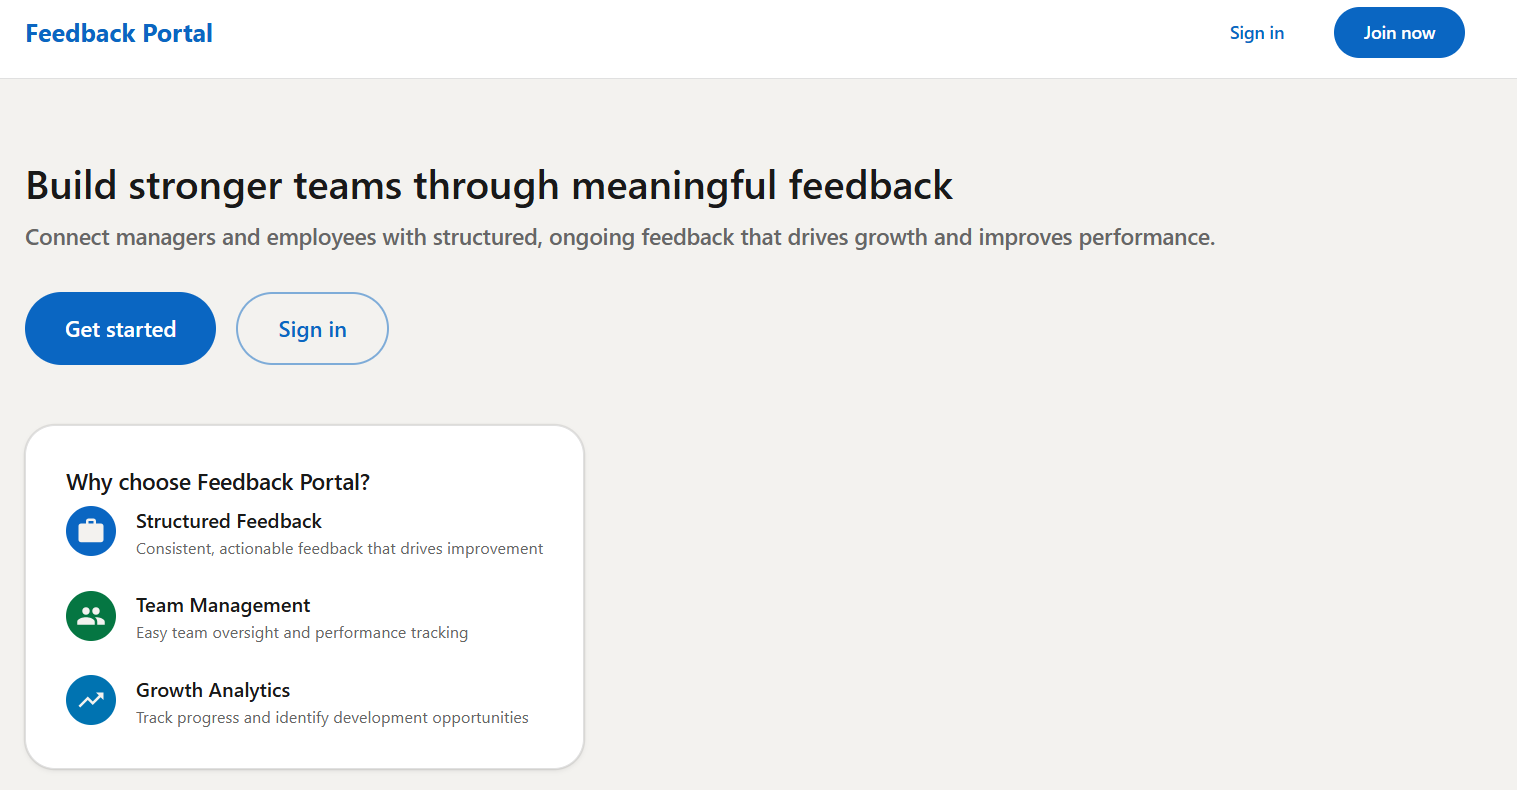 Feedback Portal
Sign in
Join now
Build stronger teams through meaningful feedback
Connect managers and employees with structured, ongoing feedback that drives growth and improves performance.
Get started
Sign in
Why choose Feedback Portal?
Structured Feedback
Consistent, actionable feedback that drives improvement
Team Management
Easy team oversight and performance tracking
Growth Analytics
Track progress and identify development opportunities